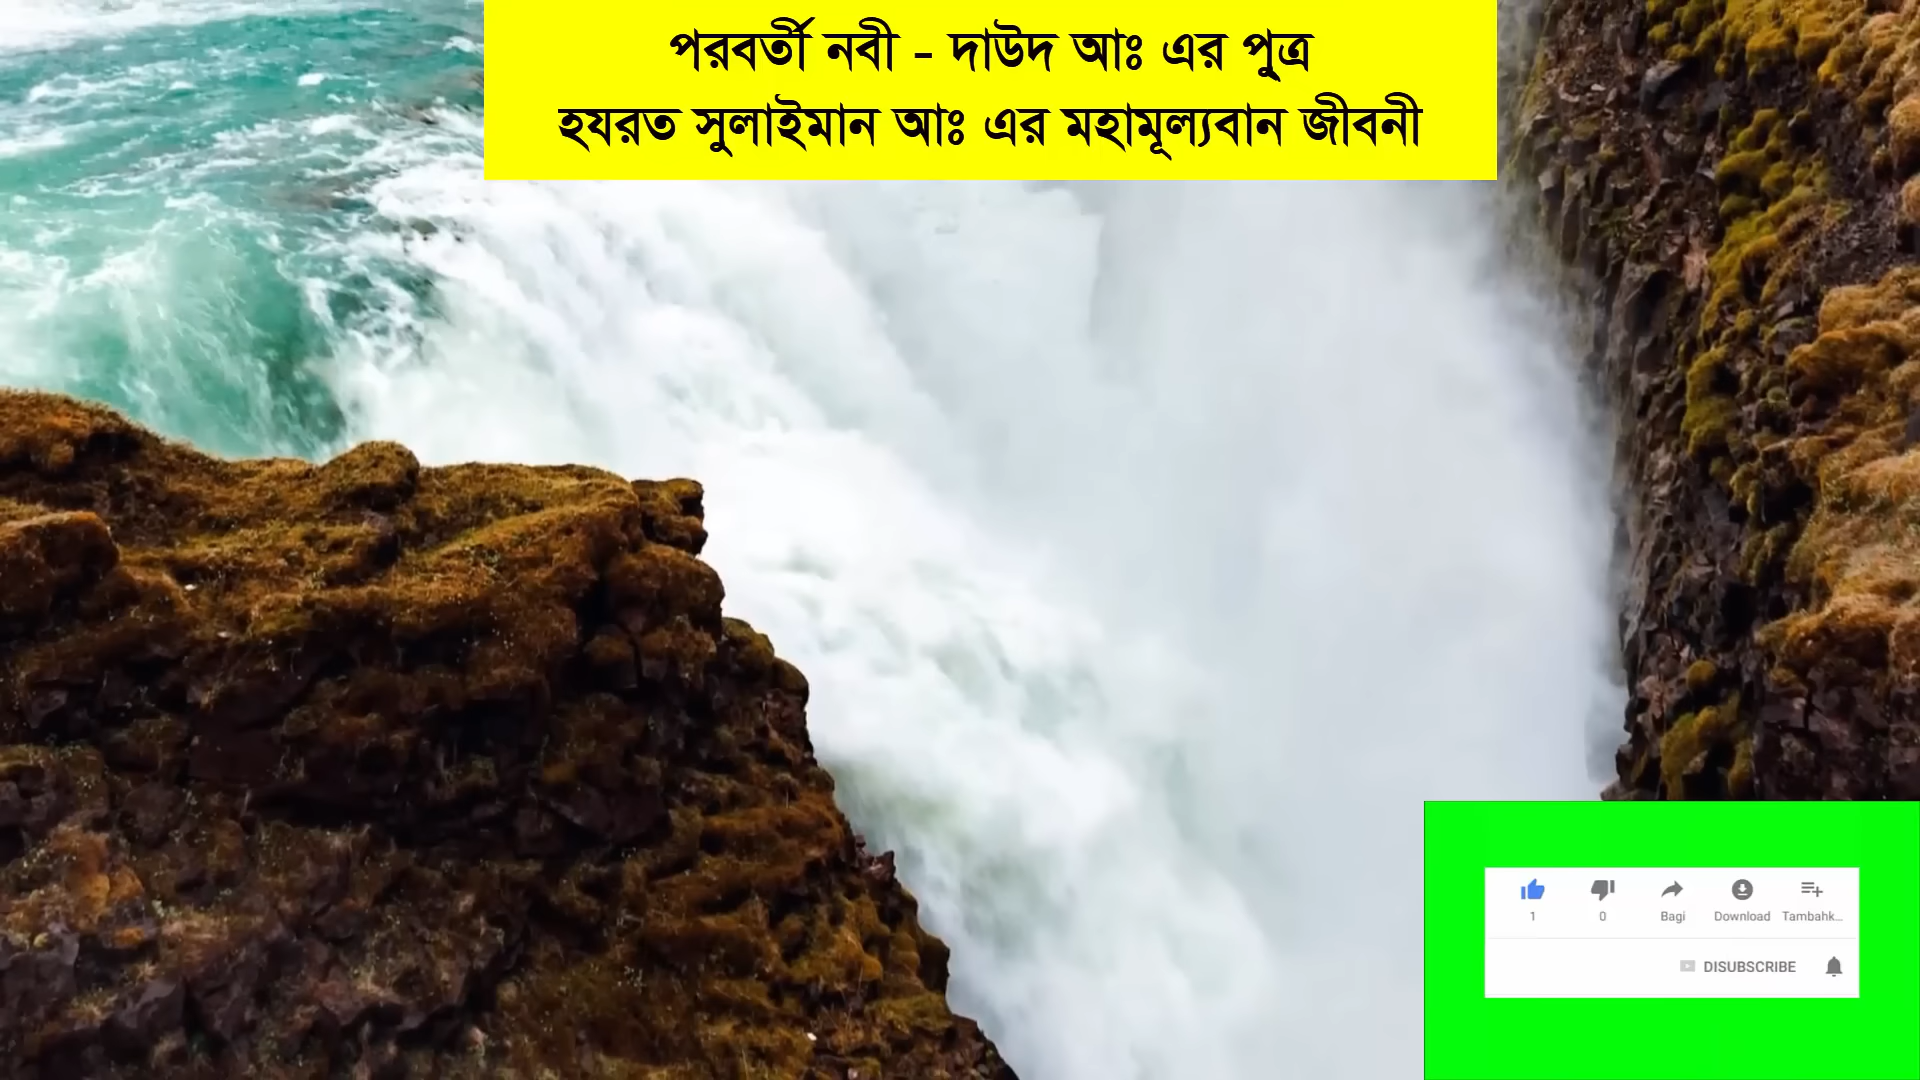 পরবর্তী নবী - দাউদ আঃ এর পুত্র
হযরত সুলাইমান আঃ এর মহামূল্যবান জীবনী
1 0 Bagi Download Tambahk...
DISUBSCRIBE